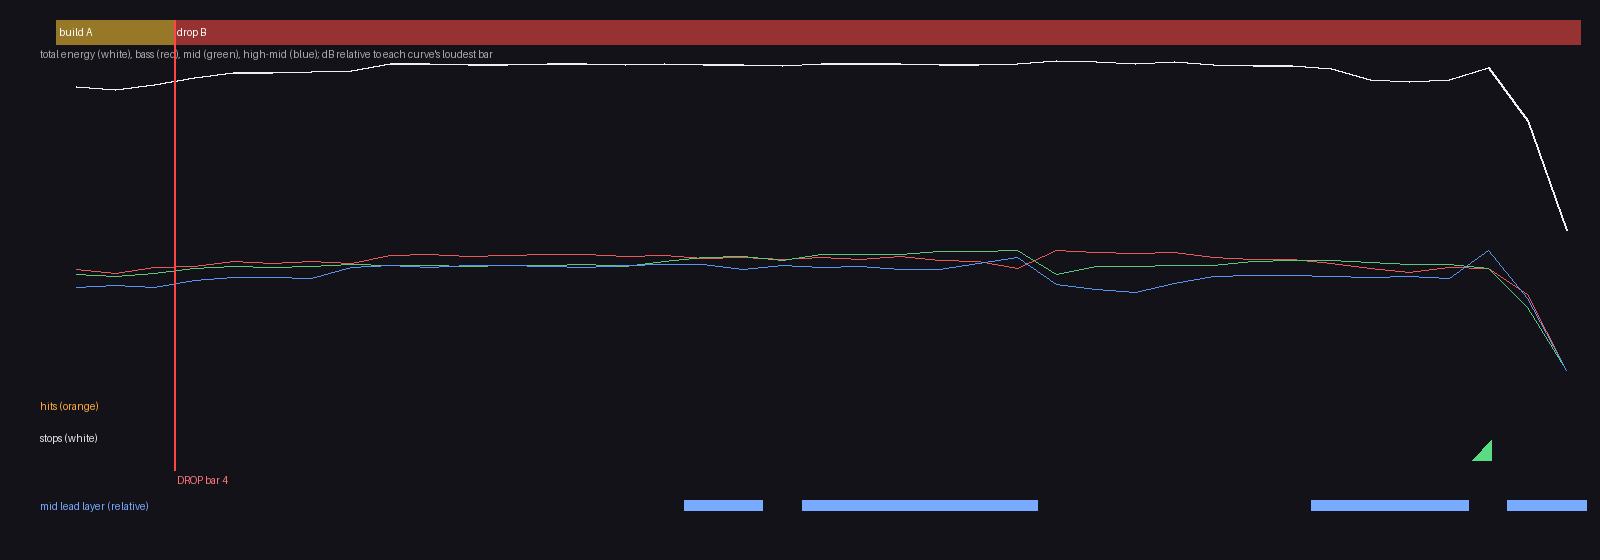 build A
drop B
total energy (white), bass (red), mid (green), high-mid (blue); dB relative to each curve's loudest bar
hits (orange)
stops (white)
DROP bar 4
mid lead layer (relative)